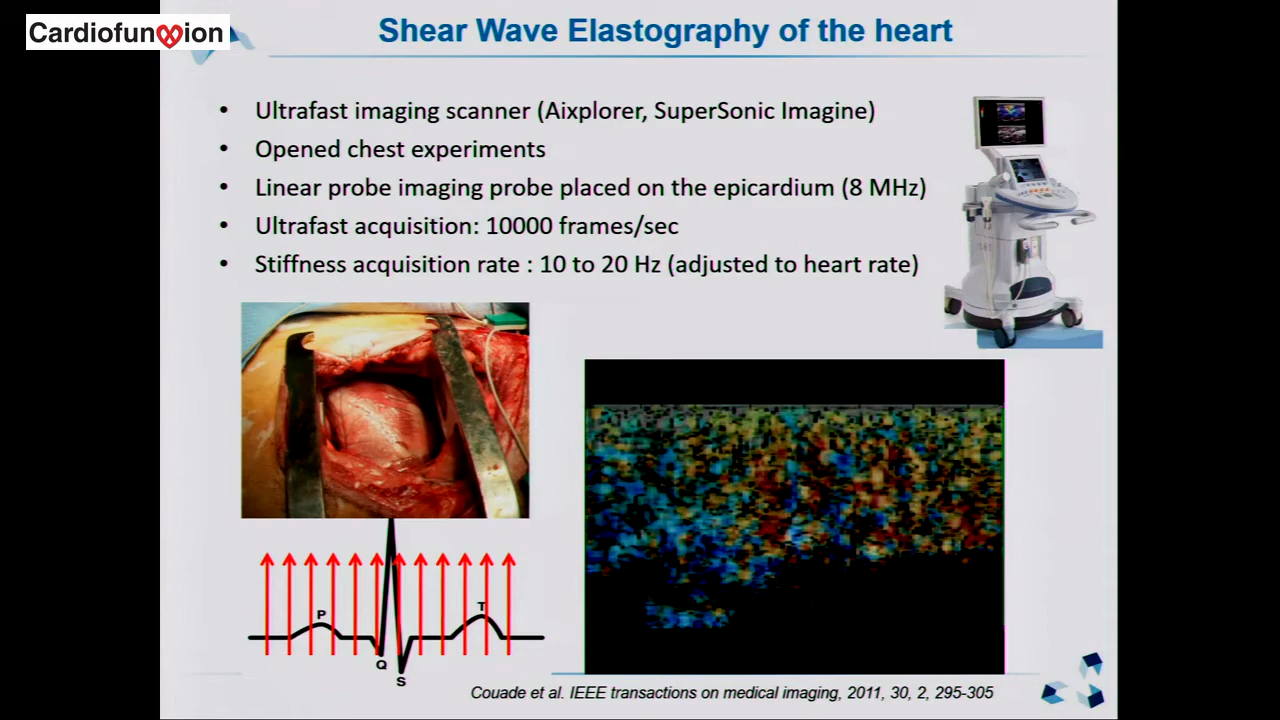 Cardiofunxion
Shear Wave Elastography of the heart
• Ultrafast imaging scanner (Aixplorer, SuperSonic Imagine)
• Opened chest experiments
• Linear probe imaging probe placed on the epicardium (8 MHz)
• Ultrafast acquisition: 10000 frames/sec
• Stiffness acquisition rate : 10 to 20 Hz (adjusted to heart rate)
P
T
Q
S
Couade et al. IEEE transactions on medical imaging, 2011, 30, 2, 295-305